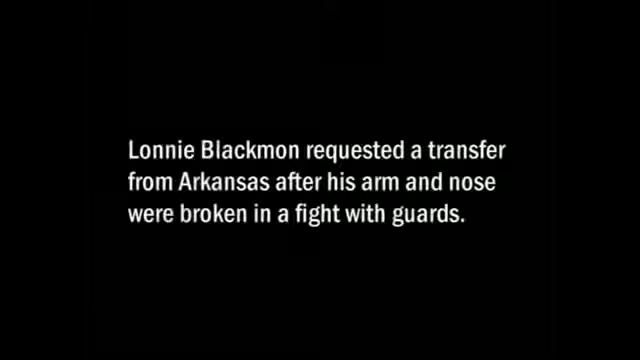 Lonnie Blackmon requested a transfer
from Arkansas after his arm and nose
were broken in a fight with guards.